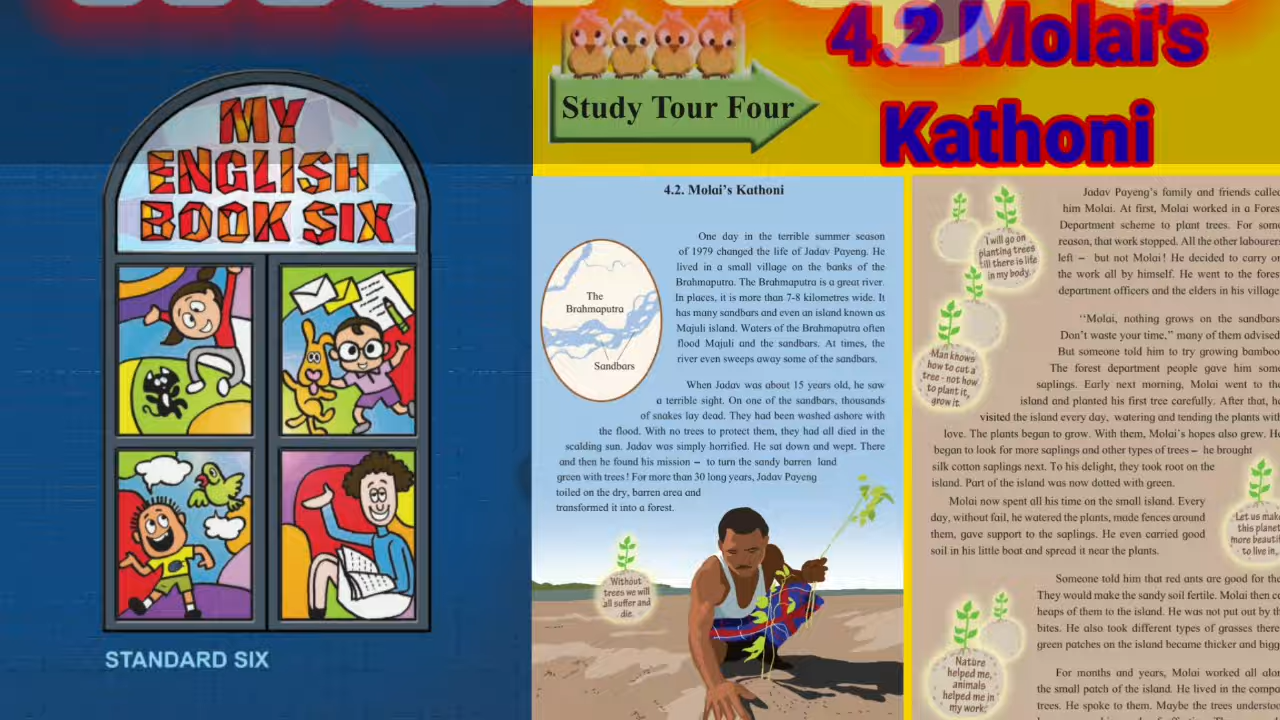 MY
ENGLISH
BOOK SIX
STANDARD SIX
Study Tour Four
4.2 Molai's
Kathoni
4.2. Molai's Kathoni
One day in the terrible summer season
of 1979 changed the life of Jadav Payeng. He
lived in a small village on the banks of the
Brahmaputra. The Brahmaputra is a great river.
In places, it is more than 7-8 kilometres wide. It
has many sandbars and even an island known as
Majuli island. Waters of the Brahmaputra often
flood Majuli and the sandbars. At times, the
river even sweeps away some of the sandbars.
The
Brahmaputra
Sandbars
When Jadav was about 15 years old, he saw
a terrible sight. On one of the sandbars, thousands
of snakes lay dead. They had been washed ashore with
the flood. With no trees to protect them, they had all died in the
scalding sun. Jadav was simply horrified. He sat down and wept. There
and then he found his mission – to turn the sandy barren land
green with trees! For more than 30 long years, Jadav Payeng
toiled on the dry, barren area and
transformed it into a forest.
Without
trees we will
all suffer and
die.
Jadav Payeng's family and friends called
him Molai. At first, Molai worked in a Fores
Department scheme to plant trees. For some
reason, that work stopped. All the other labourer
left – but not Molai! He decided to carry on
the work all by himself. He went to the fores
department officers and the elders in his village
I will go on
planting trees
till there is life
in my body.
"Molai, nothing grows on the sandbars
Don't waste your time," many of them advised
But someone told him to try growing bamboo
The forest department people gave him some
saplings. Early next morning, Molai went to the
island and planted his first tree carefully. After that, he
visited the island every day, watering and tending the plants with
love. The plants began to grow. With them, Molai's hopes also grew. He
began to look for more saplings and other types of trees – he brought
silk cotton saplings next. To his delight, they took root on the
island. Part of the island was now dotted with green.
Man knows
how to cut a
tree - not how
to plant it,
grow it.
Molai now spent all his time on the small island. Every
day, without fail, he watered the plants, made fences around
them, gave support to the saplings. He even carried good
soil in his little boat and spread it near the plants.
Let us make
this planet
more beautif
to live in,
Someone told him that red ants are good for the
They would make the sandy soil fertile. Molai then ca
heaps of them to the island. He was not put out by th
bites. He also took different types of grasses there
green patches on the island became thicker and bigg
Nature
helped me,
animals
helped me in
my work.
For months and years, Molai worked all alon
the small patch of the island. He lived in the compa
trees. He spoke to them. Maybe the trees understoo